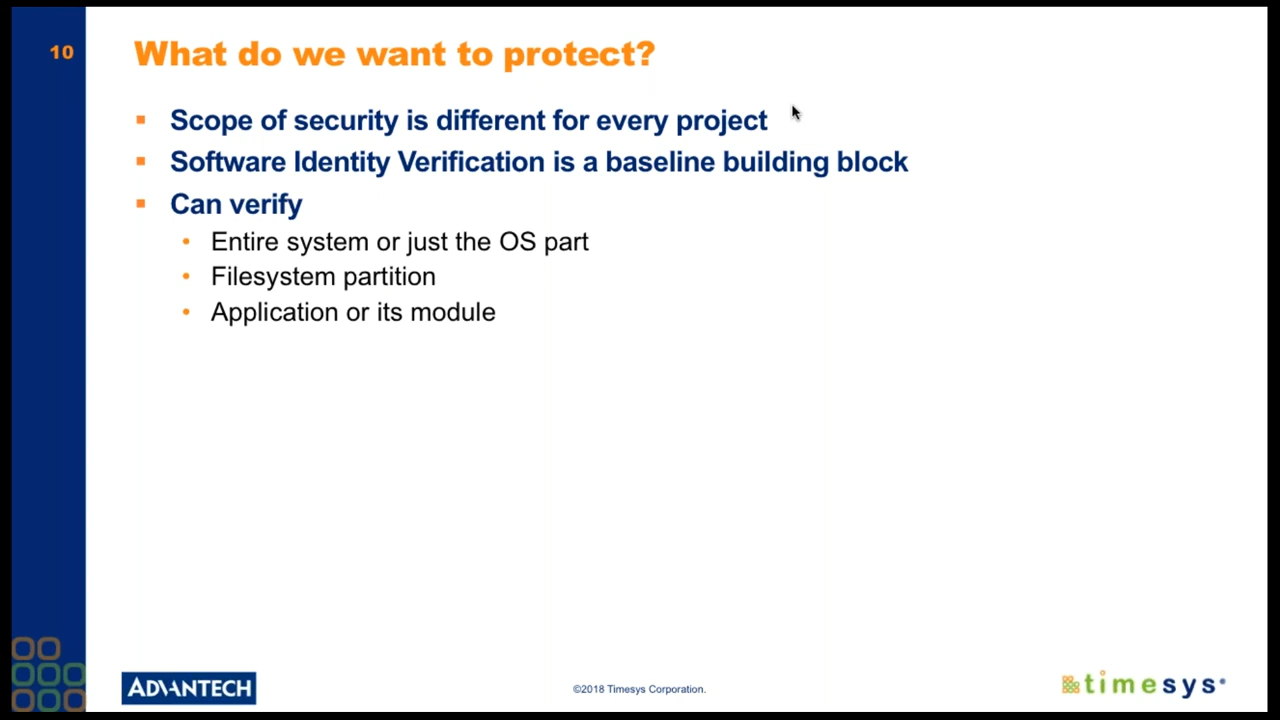 10
What do we want to protect?
Scope of security is different for every project
Software Identity Verification is a baseline building block
Can verify
Entire system or just the OS part
Filesystem partition
Application or its module
ADVANTECH
©2018 Timesys Corporation.
timesys